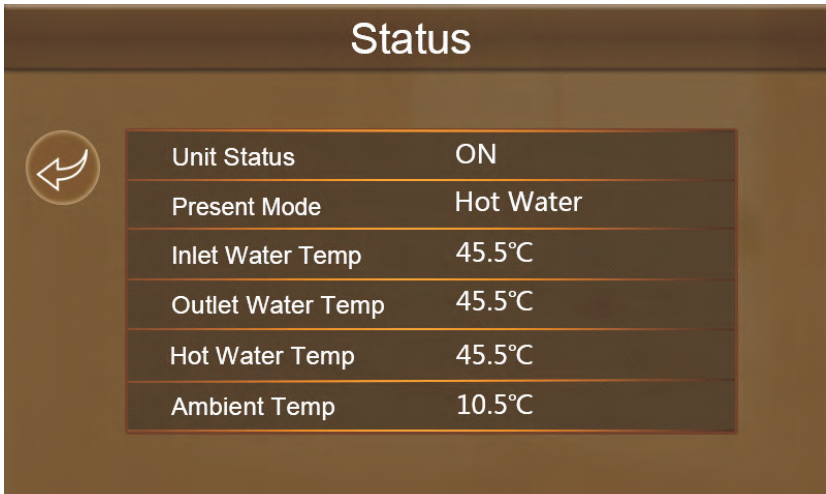 Status
Unit Status ON
Present Mode Hot Water
Inlet Water Temp 45.5℃
Outlet Water Temp 45.5℃
Hot Water Temp 45.5℃
Ambient Temp 10.5℃